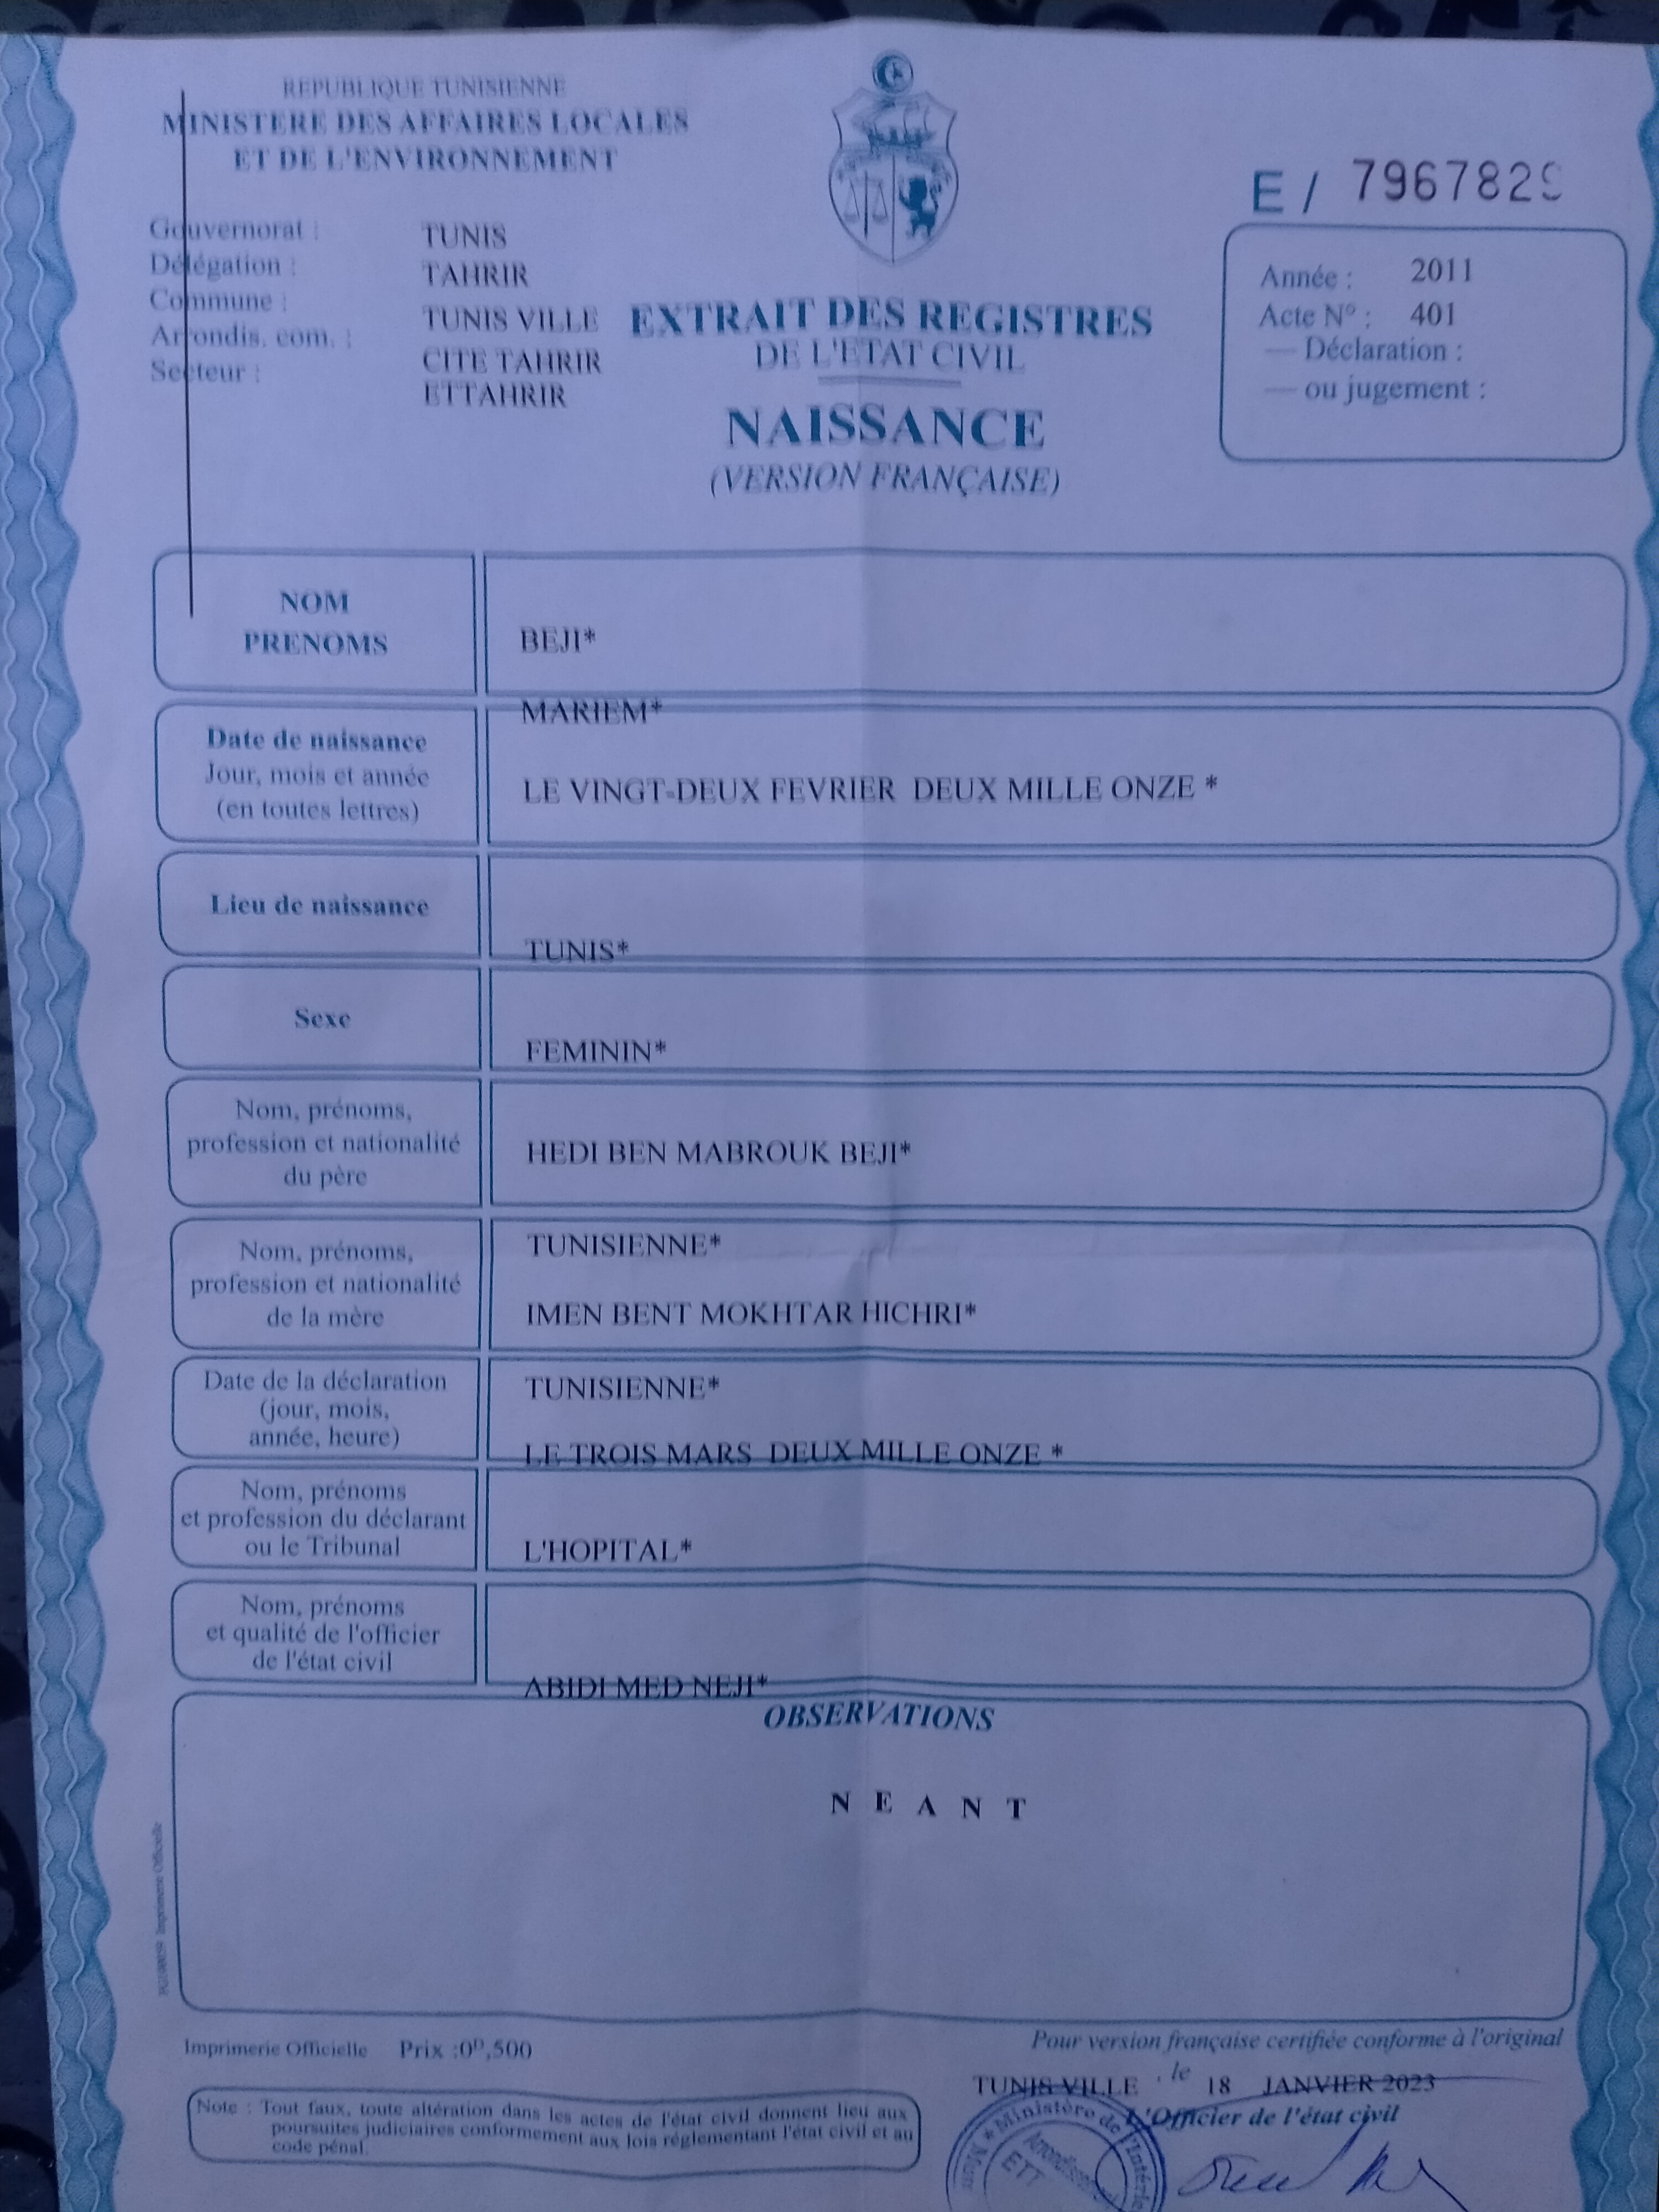 REPUBLIQUE TUNISIENNE
MINISTERE DES AFFAIRES LOCALES
ET DE L'ENVIRONNEMENT
E / 7967829
Gouvernorat : TUNIS
Délégation : TAHRIR
Commune : TUNIS VILLE
Arrondis. com. : CITE TAHRIR
Secteur : ETTAHRIR
EXTRAIT DES REGISTRES
DE L'ETAT CIVIL
NAISSANCE
(VERSION FRANÇAISE)
Année : 2011
Acte N° : 401
— Déclaration :
— ou jugement :
NOM
PRENOMS
BEJI*
MARIEM*
Date de naissance
Jour, mois et année
(en toutes lettres)
LE VINGT-DEUX FEVRIER DEUX MILLE ONZE *
Lieu de naissance
TUNIS*
Sexe
FEMININ*
Nom, prénoms,
profession et nationalité
du père
HEDI BEN MABROUK BEJI*
TUNISIENNE*
Nom, prénoms,
profession et nationalité
de la mère
IMEN BENT MOKHTAR HICHRI*
TUNISIENNE*
Date de la déclaration
(jour, mois,
année, heure)
LE TROIS MARS DEUX MILLE ONZE *
Nom, prénoms
et profession du déclarant
ou le Tribunal
L'HOPITAL*
Nom, prénoms
et qualité de l'officier
de l'état civil
ABIDI MED NEJI*
OBSERVATIONS
N E A N T
Imprimerie Officielle
Imprimerie Officielle Prix :0ᴰ,500
Pour version française certifiée conforme à l'original
TUNIS VILLE , le 18 JANVIER 2023
L'Officier de l'état civil
Note : Tout faux, toute altération dans les actes de l'état civil donnent lieu aux
poursuites judiciaires conformement aux lois réglementant l'état civil et au
code pénal.
Ministère de l'Intérie
ETT